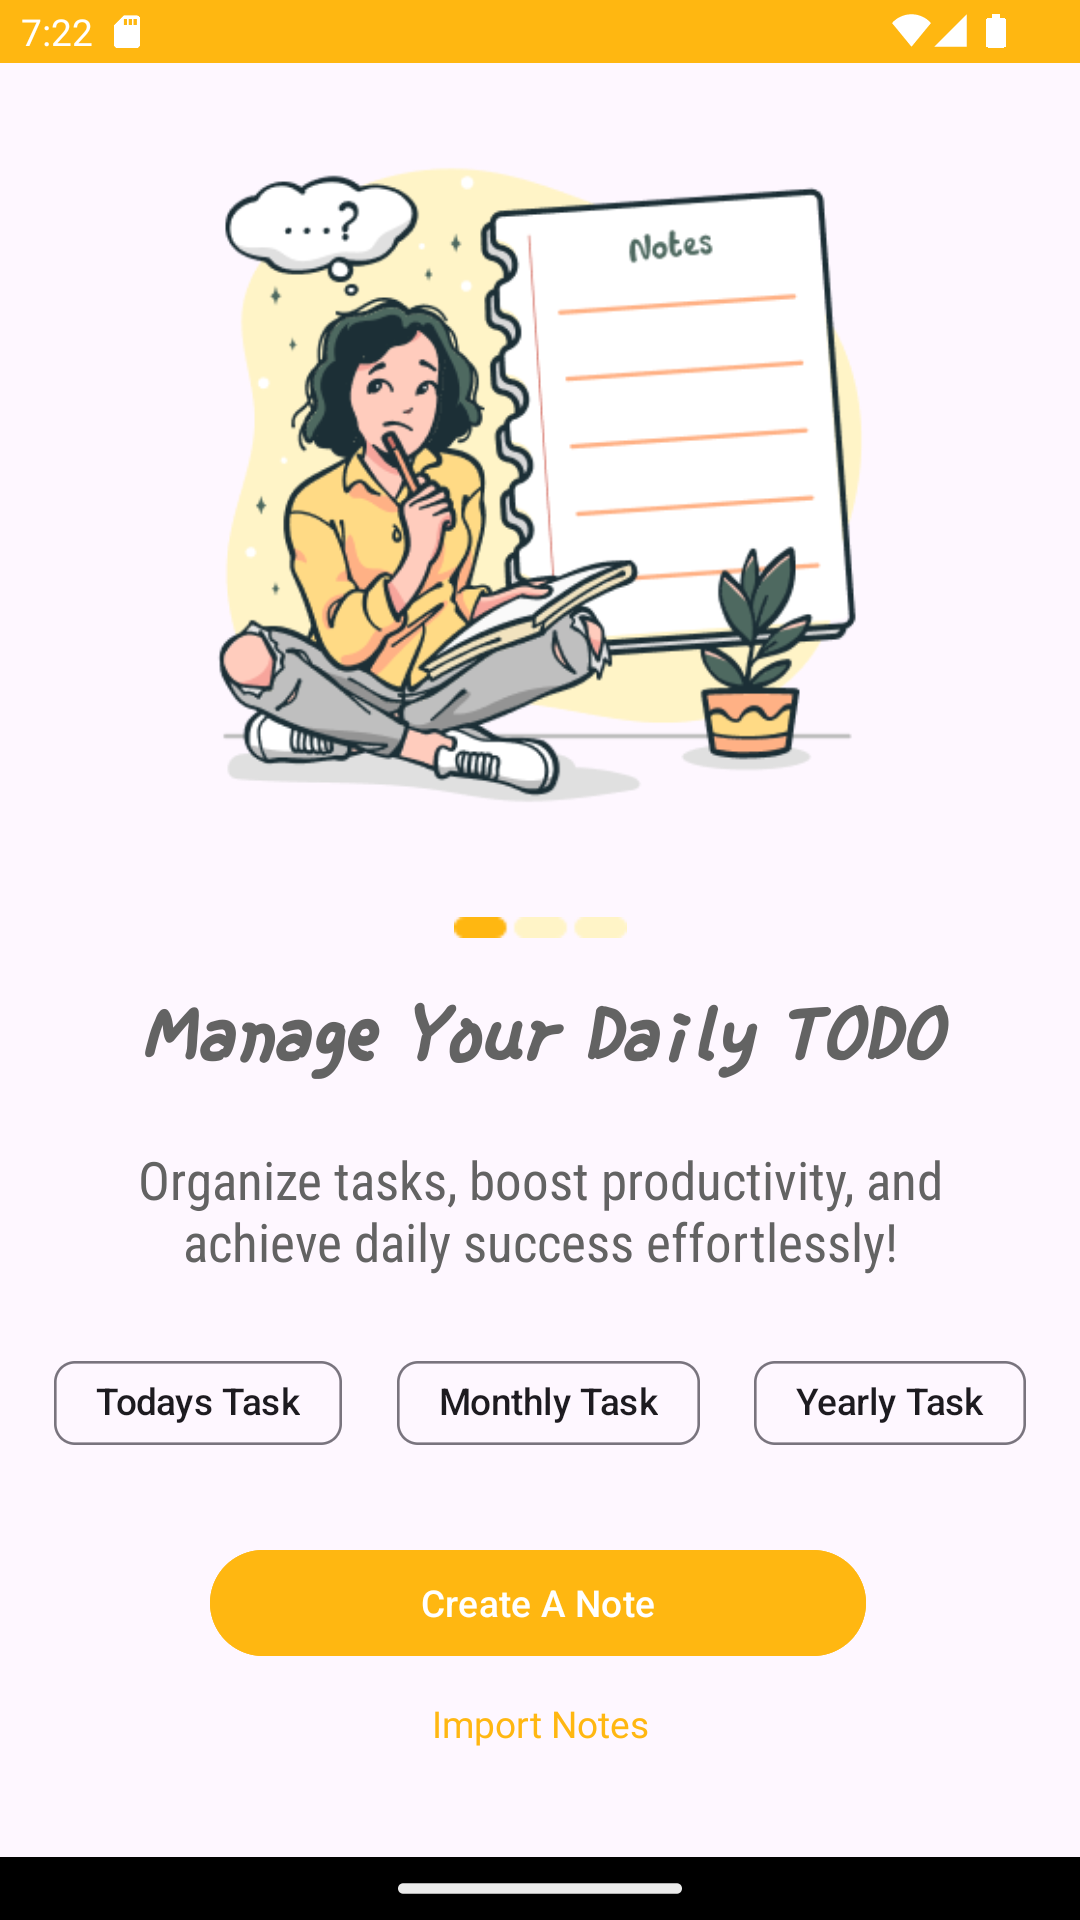 7:22
...?
Notes
Manage Your Daily TODO
Organize tasks, boost productivity, and
achieve daily success effortlessly!
Todays Task Monthly Task Yearly Task
Create A Note
Import Notes